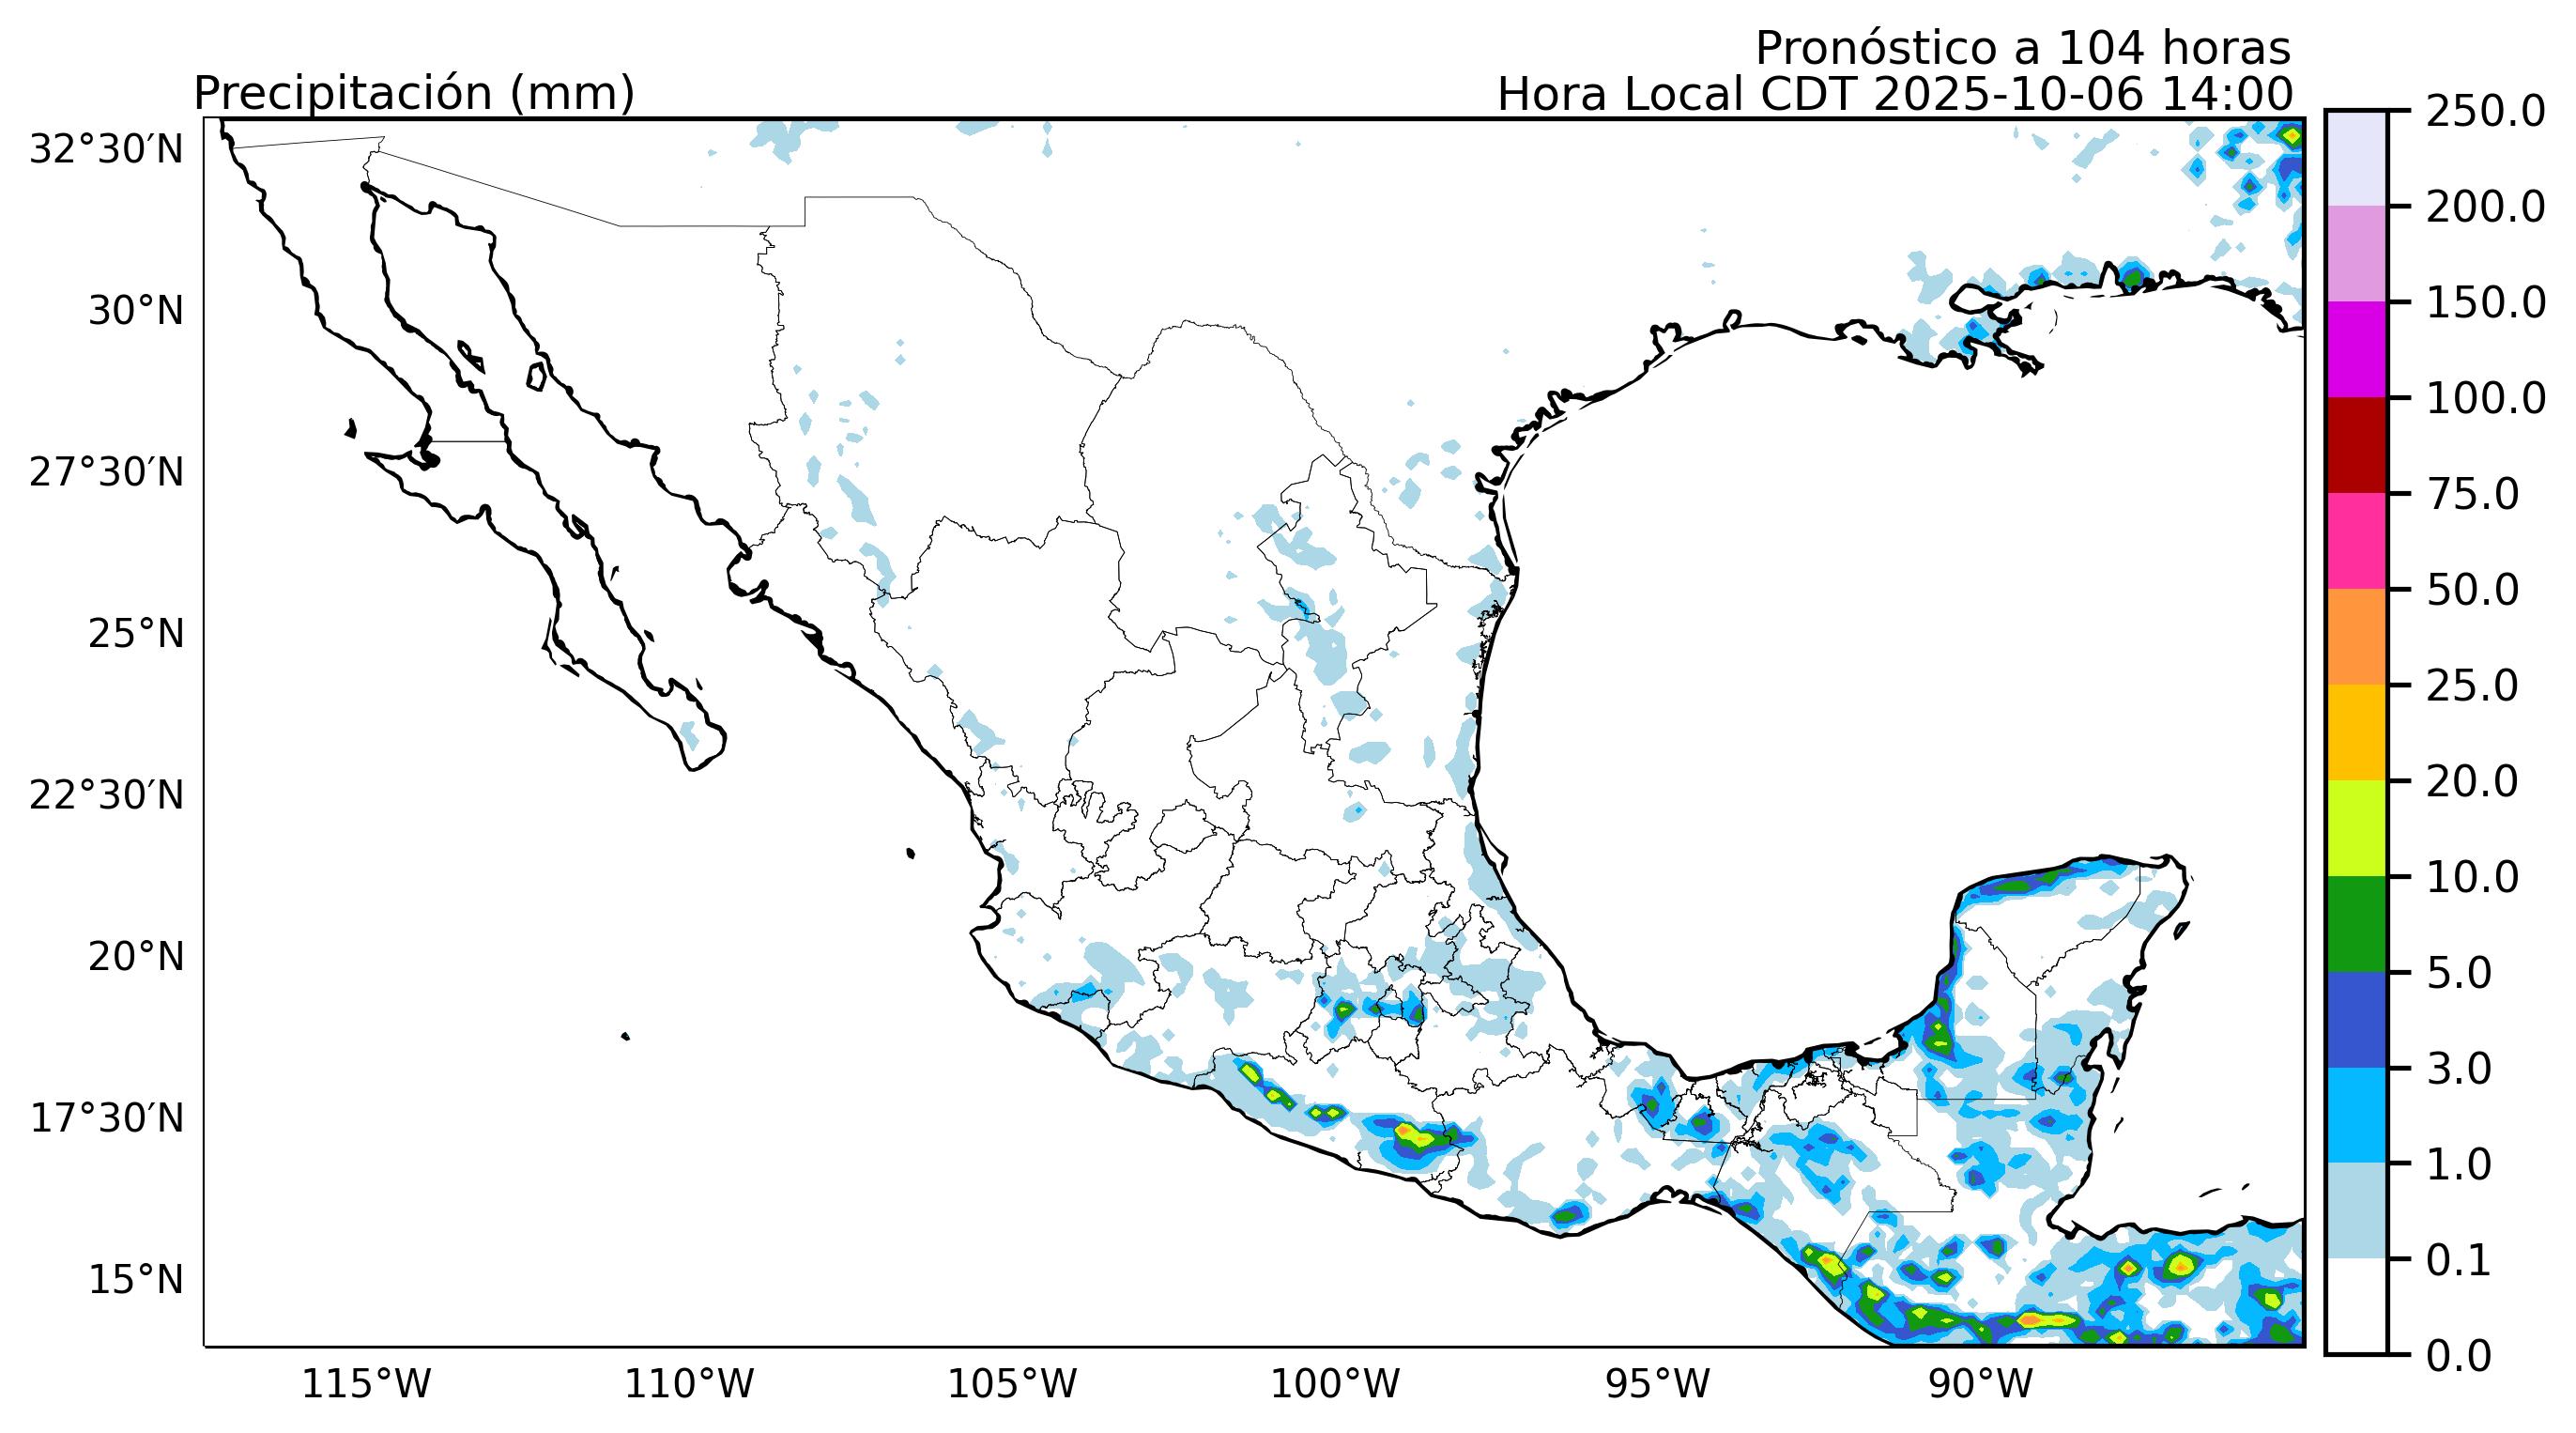 Pronóstico a 104 horas
Precipitación (mm)
Hora Local CDT 2025-10-06 14:00
32°30′N
30°N
27°30′N
25°N
22°30′N
20°N
17°30′N
15°N
115°W
110°W
105°W
100°W
95°W
90°W
250.0
200.0
150.0
100.0
75.0
50.0
25.0
20.0
10.0
5.0
3.0
1.0
0.1
0.0